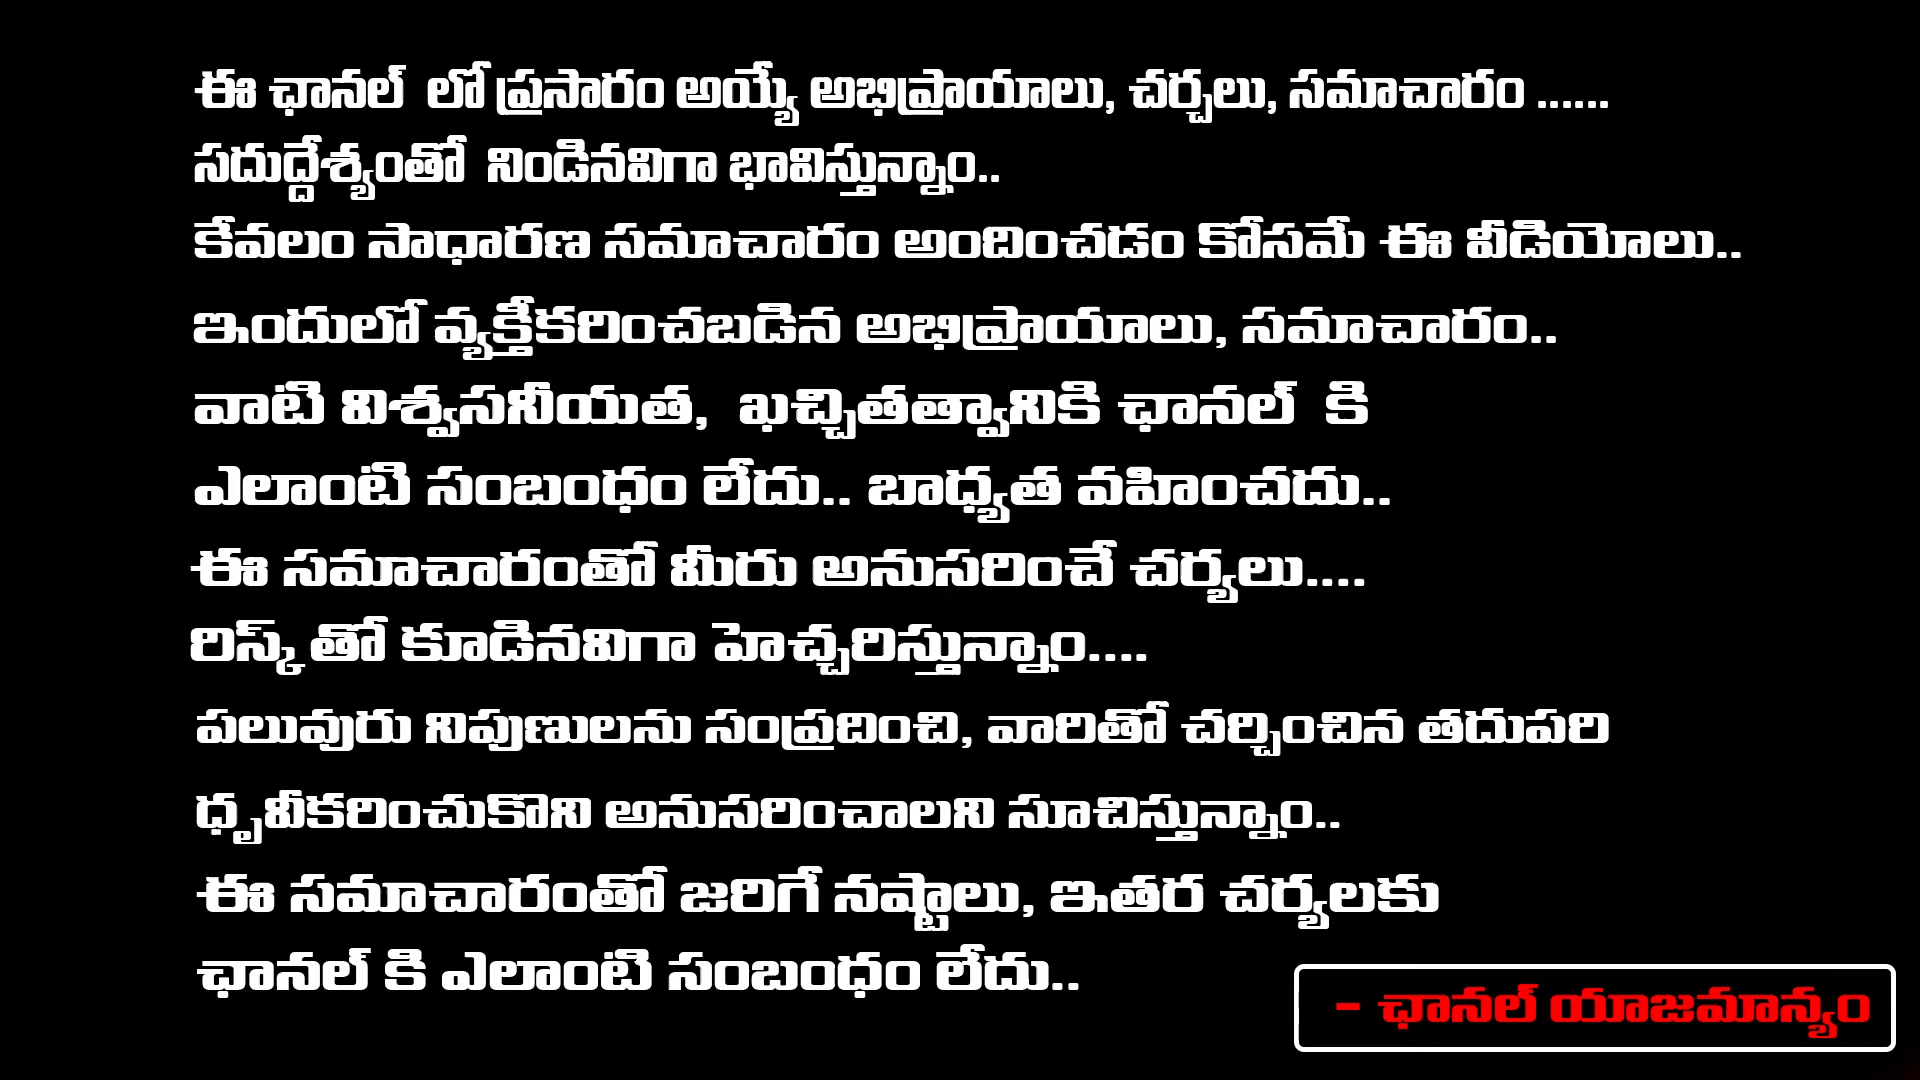 ఈ ఛానల్ లో ప్రసారం అయ్యే అభిప్రాయాలు, చర్చలు, సమాచారం ......
సదుద్దేశ్యంతో నిండినవిగా భావిస్తున్నాం..
కేవలం సాధారణ సమాచారం అందించడం కోసమే ఈ వీడియోలు..
ఇందులో వ్యక్తీకరించబడిన అభిప్రాయాలు, సమాచారం..
వాటి విశ్వసనీయత, ఖచ్చితత్వానికి ఛానల్ కి
ఎలాంటి సంబంధం లేదు.. బాధ్యత వహించదు..
ఈ సమాచారంతో మీరు అనుసరించే చర్యలు....
రిస్క్ తో కూడినవిగా హెచ్చరిస్తున్నాం....
పలువురు నిపుణులను సంప్రదించి, వారితో చర్చించిన తదుపరి
ధృవీకరించుకొని అనుసరించాలని సూచిస్తున్నాం..
ఈ సమాచారంతో జరిగే నష్టాలు, ఇతర చర్యలకు
ఛానల్ కి ఎలాంటి సంబంధం లేదు..
- ఛానల్ యాజమాన్యం